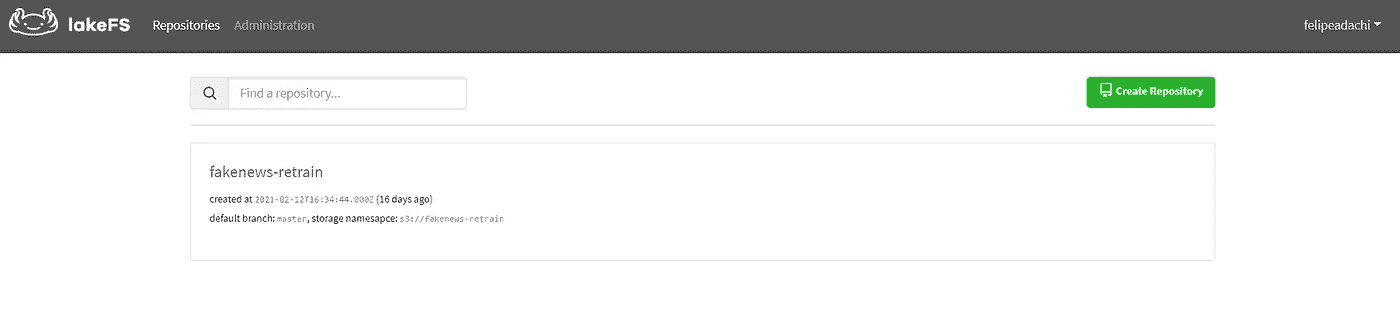 lakeFS Repositories Administration felipeadachi
Find a repository... Create Repository
fakenews-retrain
created at 2021-02-12T16:34:44.000Z (16 days ago)
default branch: master, storage namesapce: s3://fakenews-retrain